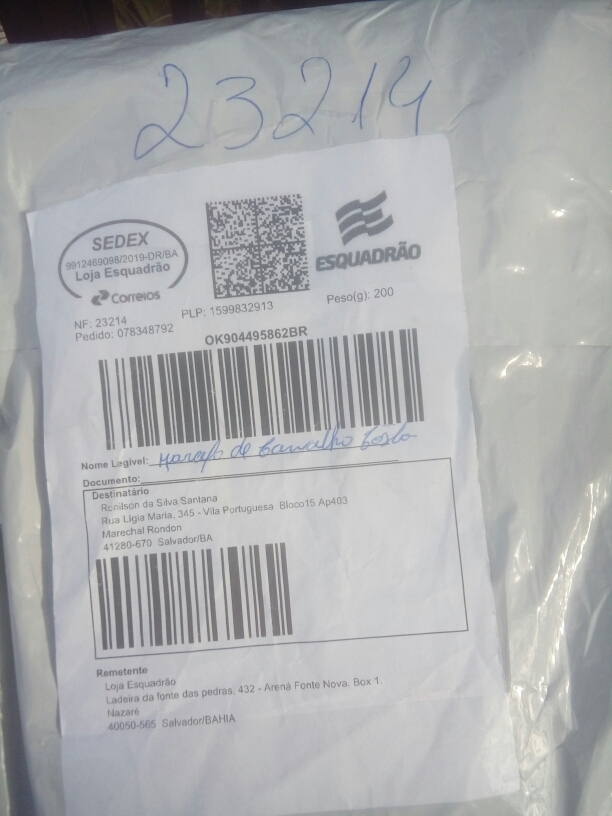 23214
SEDEX
9912469098/2019-DR/BA
Loja Esquadrão
Correios
ESQUADRÃO
NF: 23214
PLP: 1599832913
Peso(g): 200
Pedido: 078348792
OK904495862BR
Nome Legível: de Carvalho
Documento:
Destinatário
Ronilson da Silva Santana
Rua Lígia Maria, 345 - Vila Portuguesa Bloco15 Ap403
Marechal Rondon
41280-670 Salvador/BA
Remetente
Loja Esquadrão
Ladeira da fonte das pedras, 432 - Arena Fonte Nova. Box 1.
Nazaré
40050-565 Salvador/BAHIA